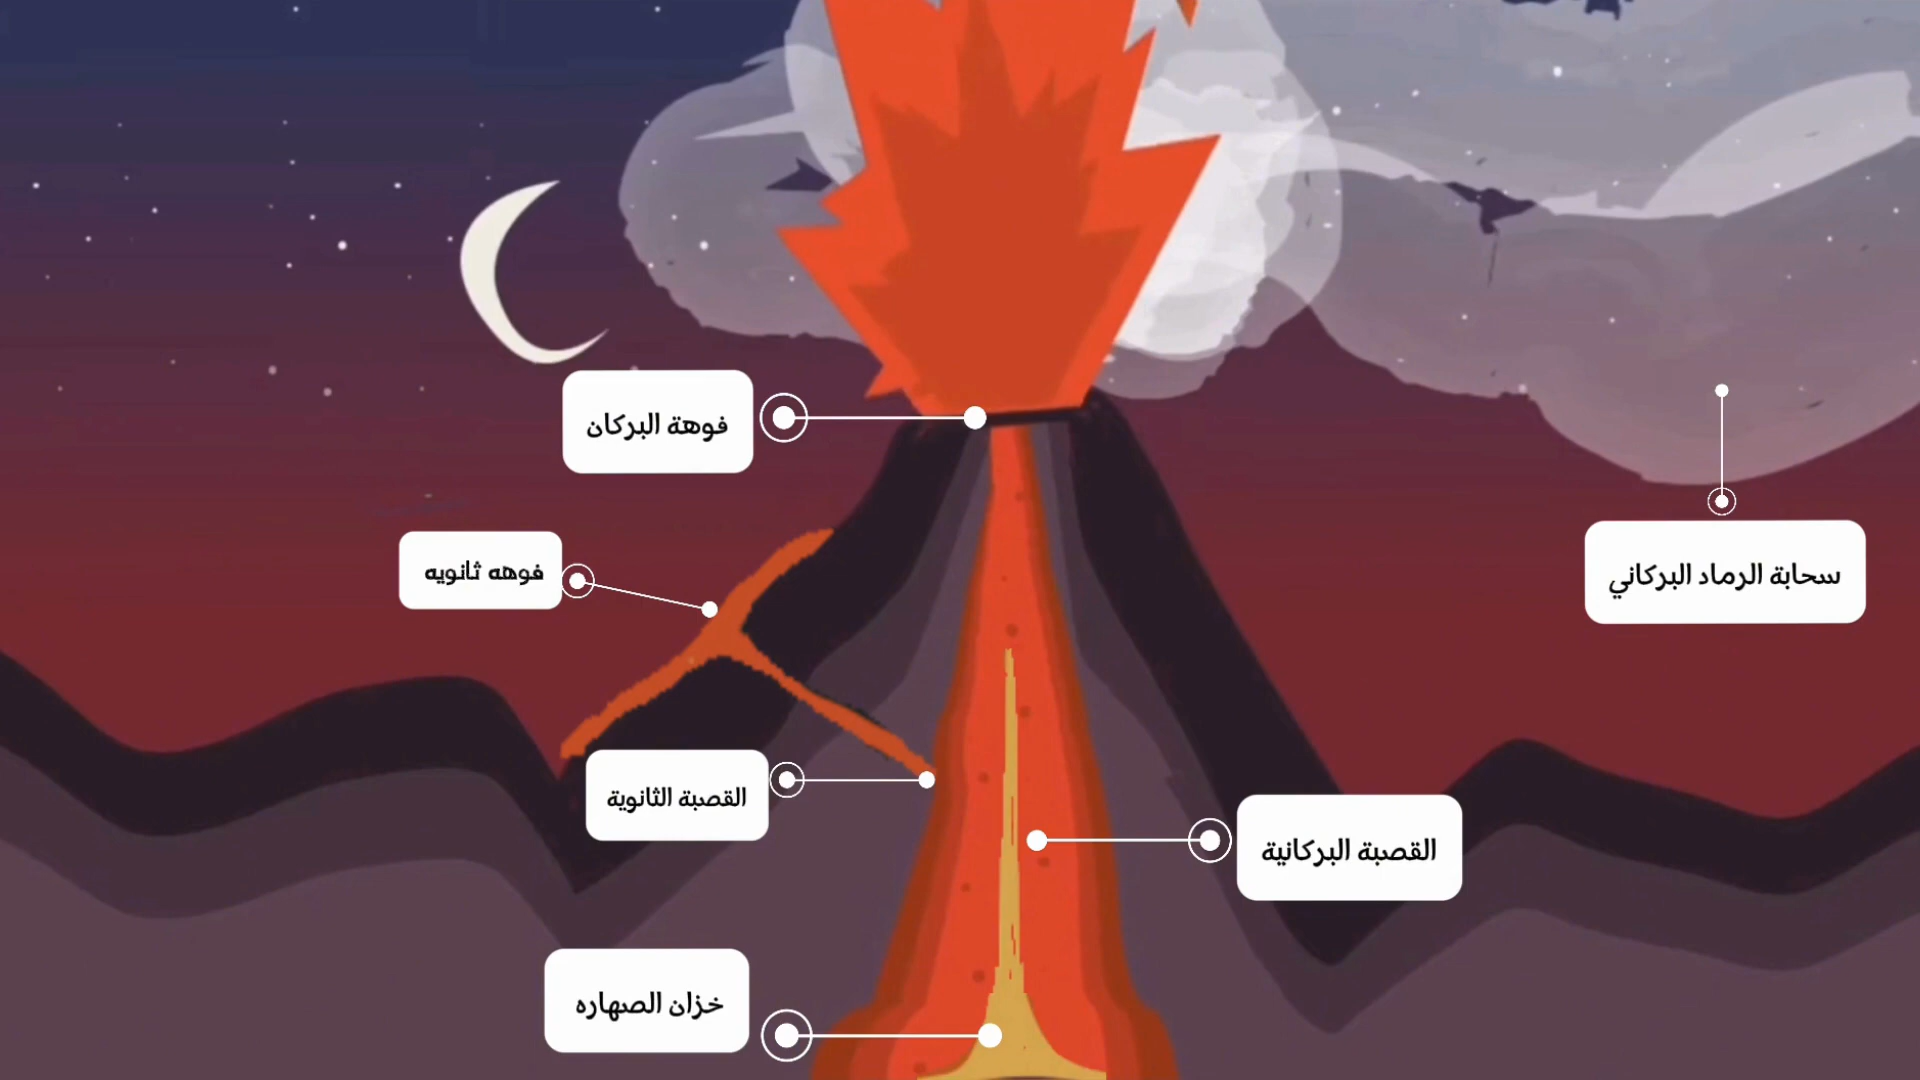 فوهة البركان
فوهه ثانويه
سحابة الرماد البركاني
القصبة الثانوية
القصبة البركانية
خزان الصهاره